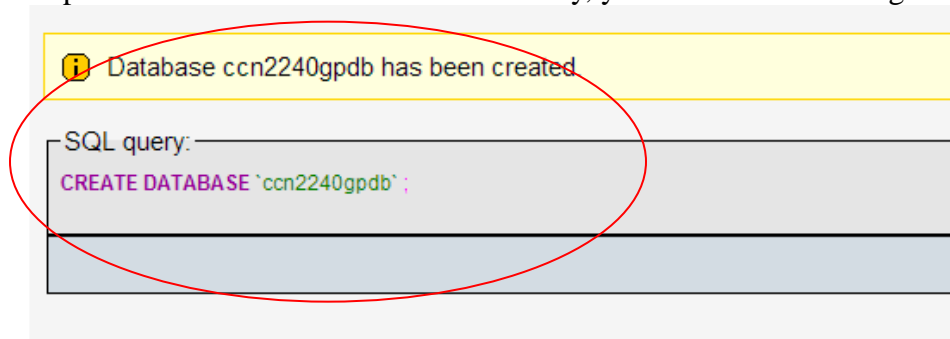 Database ccn2240gpdb has been created.
SQL query:
CREATE DATABASE `ccn2240gpdb` ;